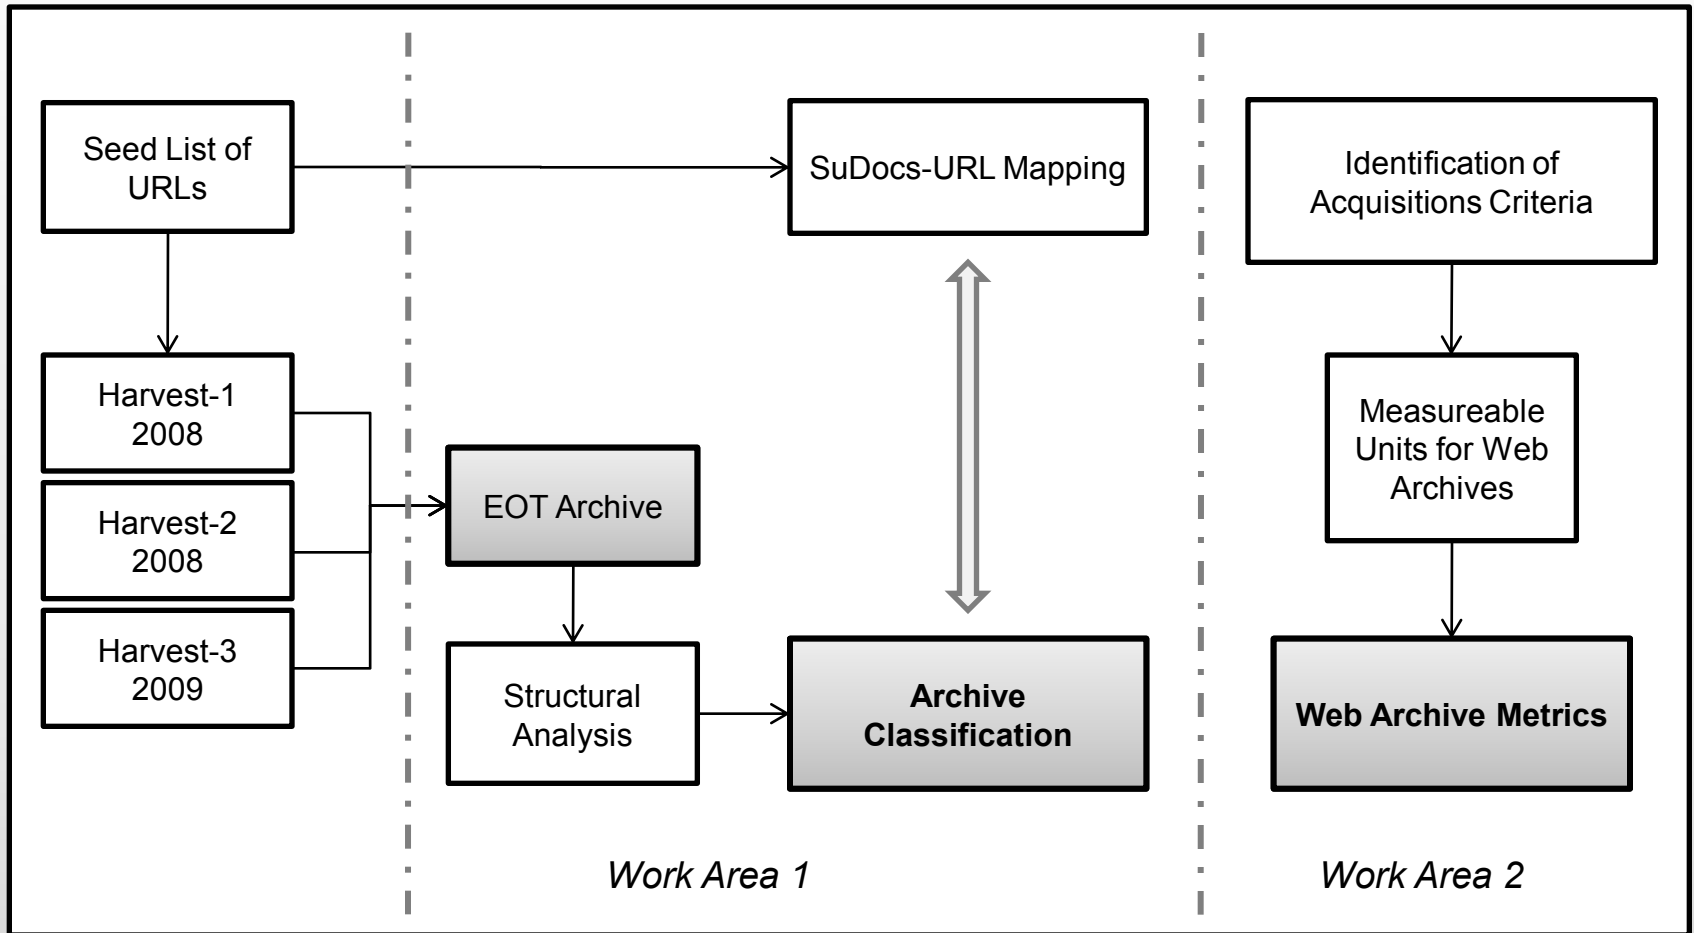 Seed List of
URLs
SuDocs-URL Mapping
Identification of
Acquisitions Criteria
Harvest-1
2008
Harvest-2
2008
Harvest-3
2009
EOT Archive
Structural
Analysis
Archive
Classification
Measureable
Units for Web
Archives
Web Archive Metrics
Work Area 1
Work Area 2